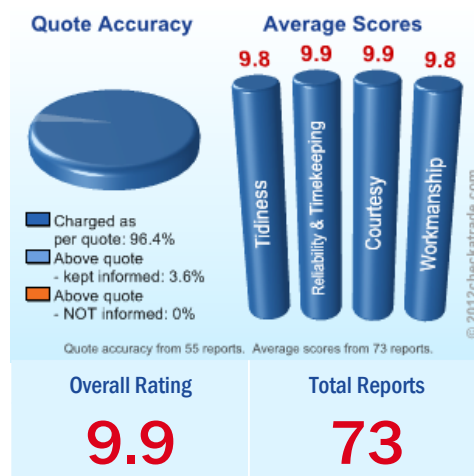 Quote Accuracy
Average Scores
9.8
9.9
9.9
9.8
Tidiness
Reliability & Timekeeping
Courtesy
Workmanship
Charged as
per quote: 96.4%
Above quote
- kept informed: 3.6%
Above quote
- NOT informed: 0%
© 2012checkatrade.com
Quote accuracy from 55 reports. Average scores from 73 reports.
Overall Rating
9.9
Total Reports
73